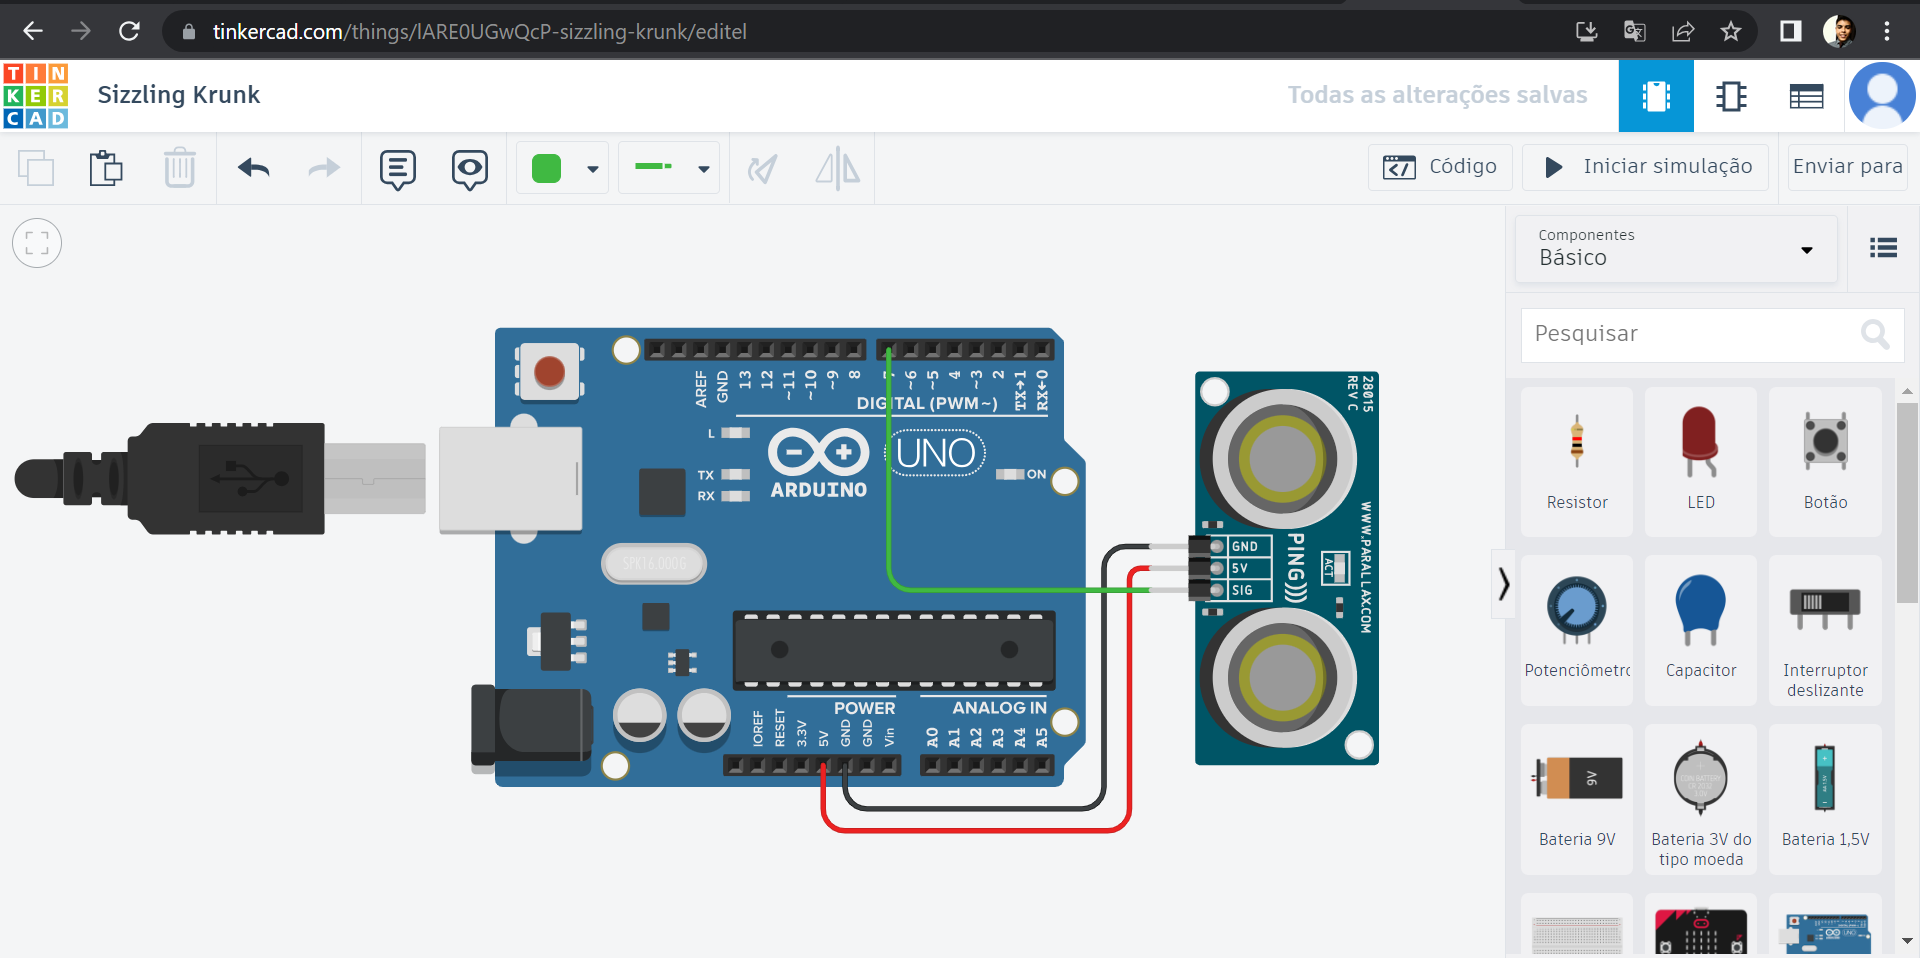 tinkercad.com/things/lARE0UGwQcP-sizzling-krunk/editel
TIN
KER
CAD
Sizzling Krunk
Todas as alterações salvas
Código
Iniciar simulação
Enviar para
Componentes
Básico
Pesquisar
AREF
GND
13
12
~11
~10
~9
8
7
~6
~5
4
~3
2
TX→1
RX←0
DIGITAL (PWM~)
L
TX
RX
ARDUINO
UNO
ON
SPK16.000G
POWER
ANALOG IN
IOREF
RESET
3.3V
5V
GND
GND
Vin
A0
A1
A2
A3
A4
A5
28015
REV C
GND
5V
SIG
PING)))
ACT
WWW.PARALLAX.COM
Resistor
LED
Botão
Potenciômetro
Capacitor
Interruptor
deslizante
9V
Bateria 9V
Bateria 3V do
tipo moeda
Bateria 1,5V